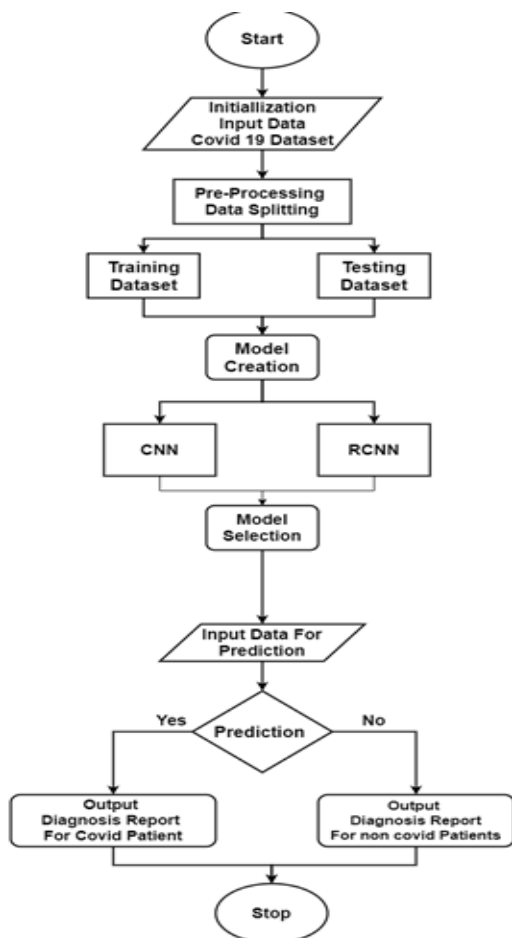 Start
Initiallization
Input Data
Covid 19 Dataset
Pre-Processing
Data Splitting
Training
Dataset
Testing
Dataset
Model
Creation
CNN
RCNN
Model
Selection
Input Data For
Prediction
Yes
Prediction
No
Output
Diagnosis Report
For Covid Patient
Output
Diagnosis Report
For non covid Patients
Stop